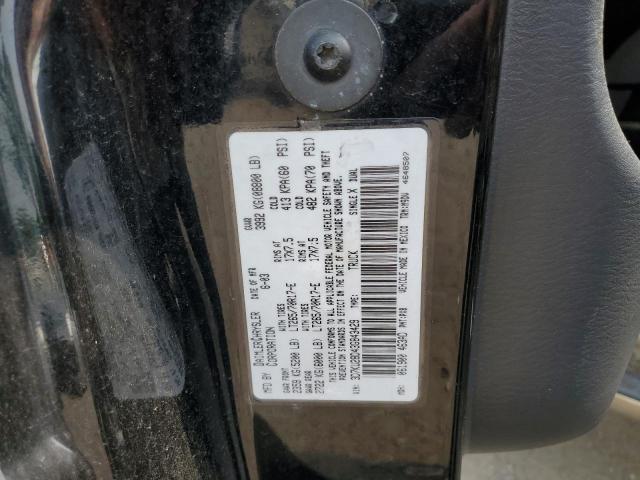 DAIMLERCHRYSLER CORPORATION DATE OF MFR 6-03 GVWR 3992 KG(08800 LB)
GAWR FRONT WITH TIRES RIMS AT COLD
2359 KG(5200 LB) LT265/70R17-E 17X7.5 413 KPA(60 PSI)
GAWR REAR WITH TIRES RIMS AT COLD
2722 KG(6000 LB) LT265/70R17-E 17X7.5 482 KPA(70 PSI)
THIS VEHICLE CONFORMS TO ALL APPLICABLE FEDERAL MOTOR VEHICLE SAFETY AND THEFT
PREVENTION STANDARDS IN EFFECT ON THE DATE OF MANUFACTURE SHOWN ABOVE.
VIN: TYPE: TRUCK SINGLE X DUAL
VEHICLE MADE IN MEXICO 4648507